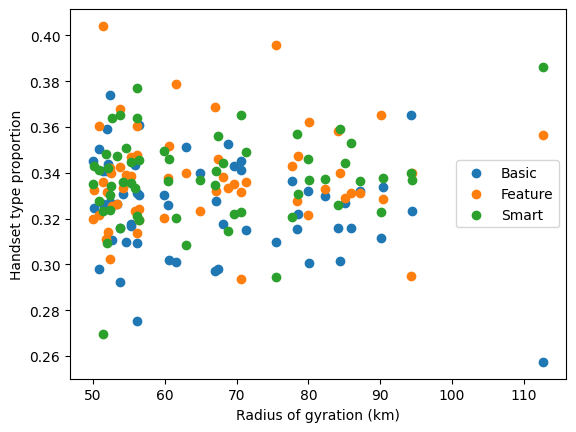 0.40
0.38
0.36
0.34
0.32
0.30
0.28
0.26
Handset type proportion
Basic
Feature
Smart
50 60 70 80 90 100 110
Radius of gyration (km)